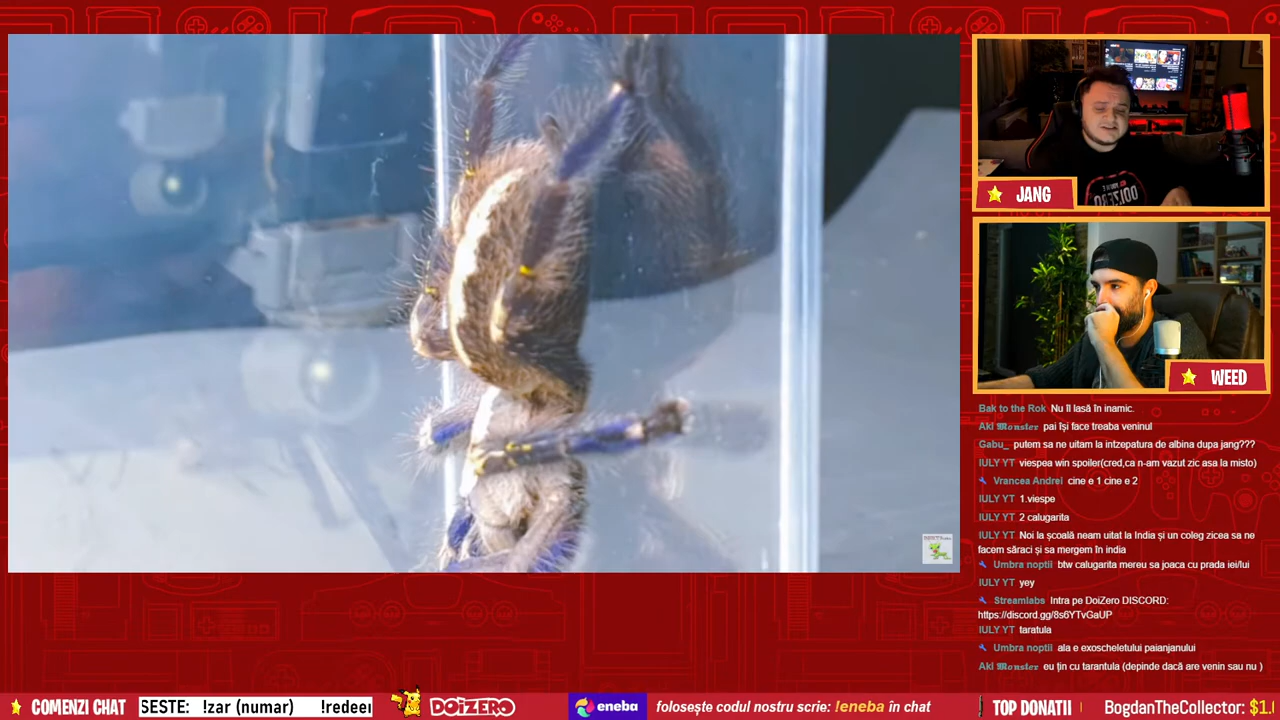 JANG
WEED
Bak to the Rok Nu îl lasă în inamic.
Aki Monster pai își face treaba veninul
Gabu_ putem sa ne uitam la intzepatura de albina dupa jang???
IULY YT viespea win spoiler(cred,ca n-am vazut zic asa la misto)
Vrancea Andrei cine e 1 cine e 2
IULY YT 1.viespe
IULY YT 2 calugarita
IULY YT Noi la școală neam uitat la India și un coleg zicea sa ne
facem săraci și sa mergem în india
Umbra noptii btw calugarita mereu sa joaca cu prada iei/lui
IULY YT yey
Streamlabs Intra pe DoiZero DISCORD:
https://discord.gg/8s6YTvGaUP
IULY YT taratula
Umbra noptii ala e exoscheletului paianjanului
Aki Monster eu țin cu tarantula (depinde dacă are venin sau nu )
COMENZI CHAT SESTE: !zar (numar) !redeer DOIZERO eneba folosește codul nostru scrie: !eneba în chat TOP DONATII BogdanTheCollector: $1.